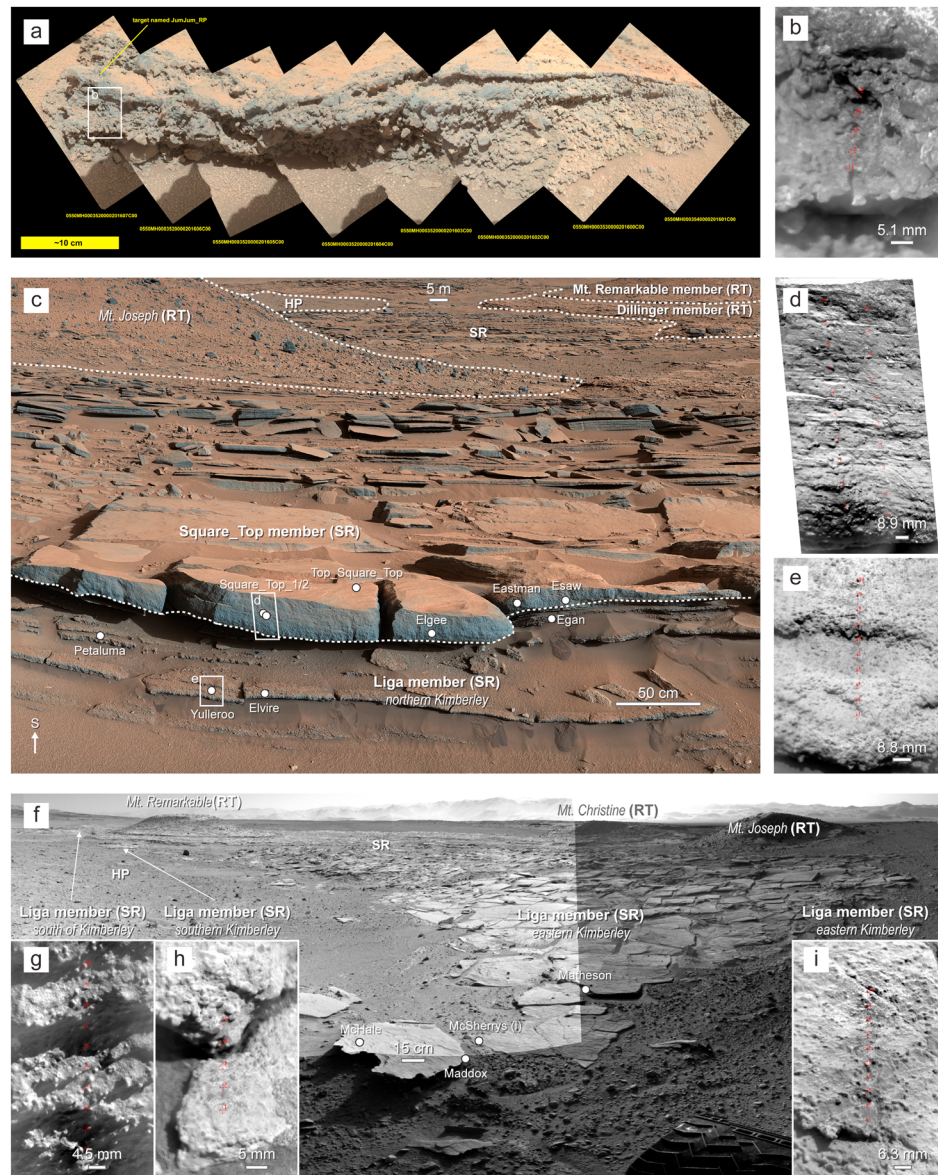 a
target named JumJum_RP
b
0550MH0003520000201607C00
0550MH0003520000201606C00
0550MH0003520000201605C00
0550MH0003520000201604C00
0550MH0003520000201603C00
0550MH0003520000201602C00
0550MH0003530000201600C00
0550MH0003540000201601C00
~10 cm
b
5.1 mm
c
5 m
Mt. Joseph (RT)
HP
Mt. Remarkable member (RT)
Dillinger member (RT)
SR
Square_Top member (SR)
Top_Square_Top
Square_Top_1/2
d
Eastman
Esaw
Elgee
Egan
Petaluma
Liga member (SR)
northern Kimberley
e
Yulleroo
Elvire
50 cm
S
d
8.9 mm
e
8.8 mm
f
Mt. Remarkable (RT)
Mt. Christine (RT)
Mt. Joseph (RT)
SR
HP
Liga member (SR)
south of Kimberley
Liga member (SR)
southern Kimberley
Liga member (SR)
eastern Kimberley
Liga member (SR)
eastern Kimberley
Matheson
McHale
McSherrys (i)
15 cm
Maddox
g
4.5 mm
h
5 mm
i
6.3 mm